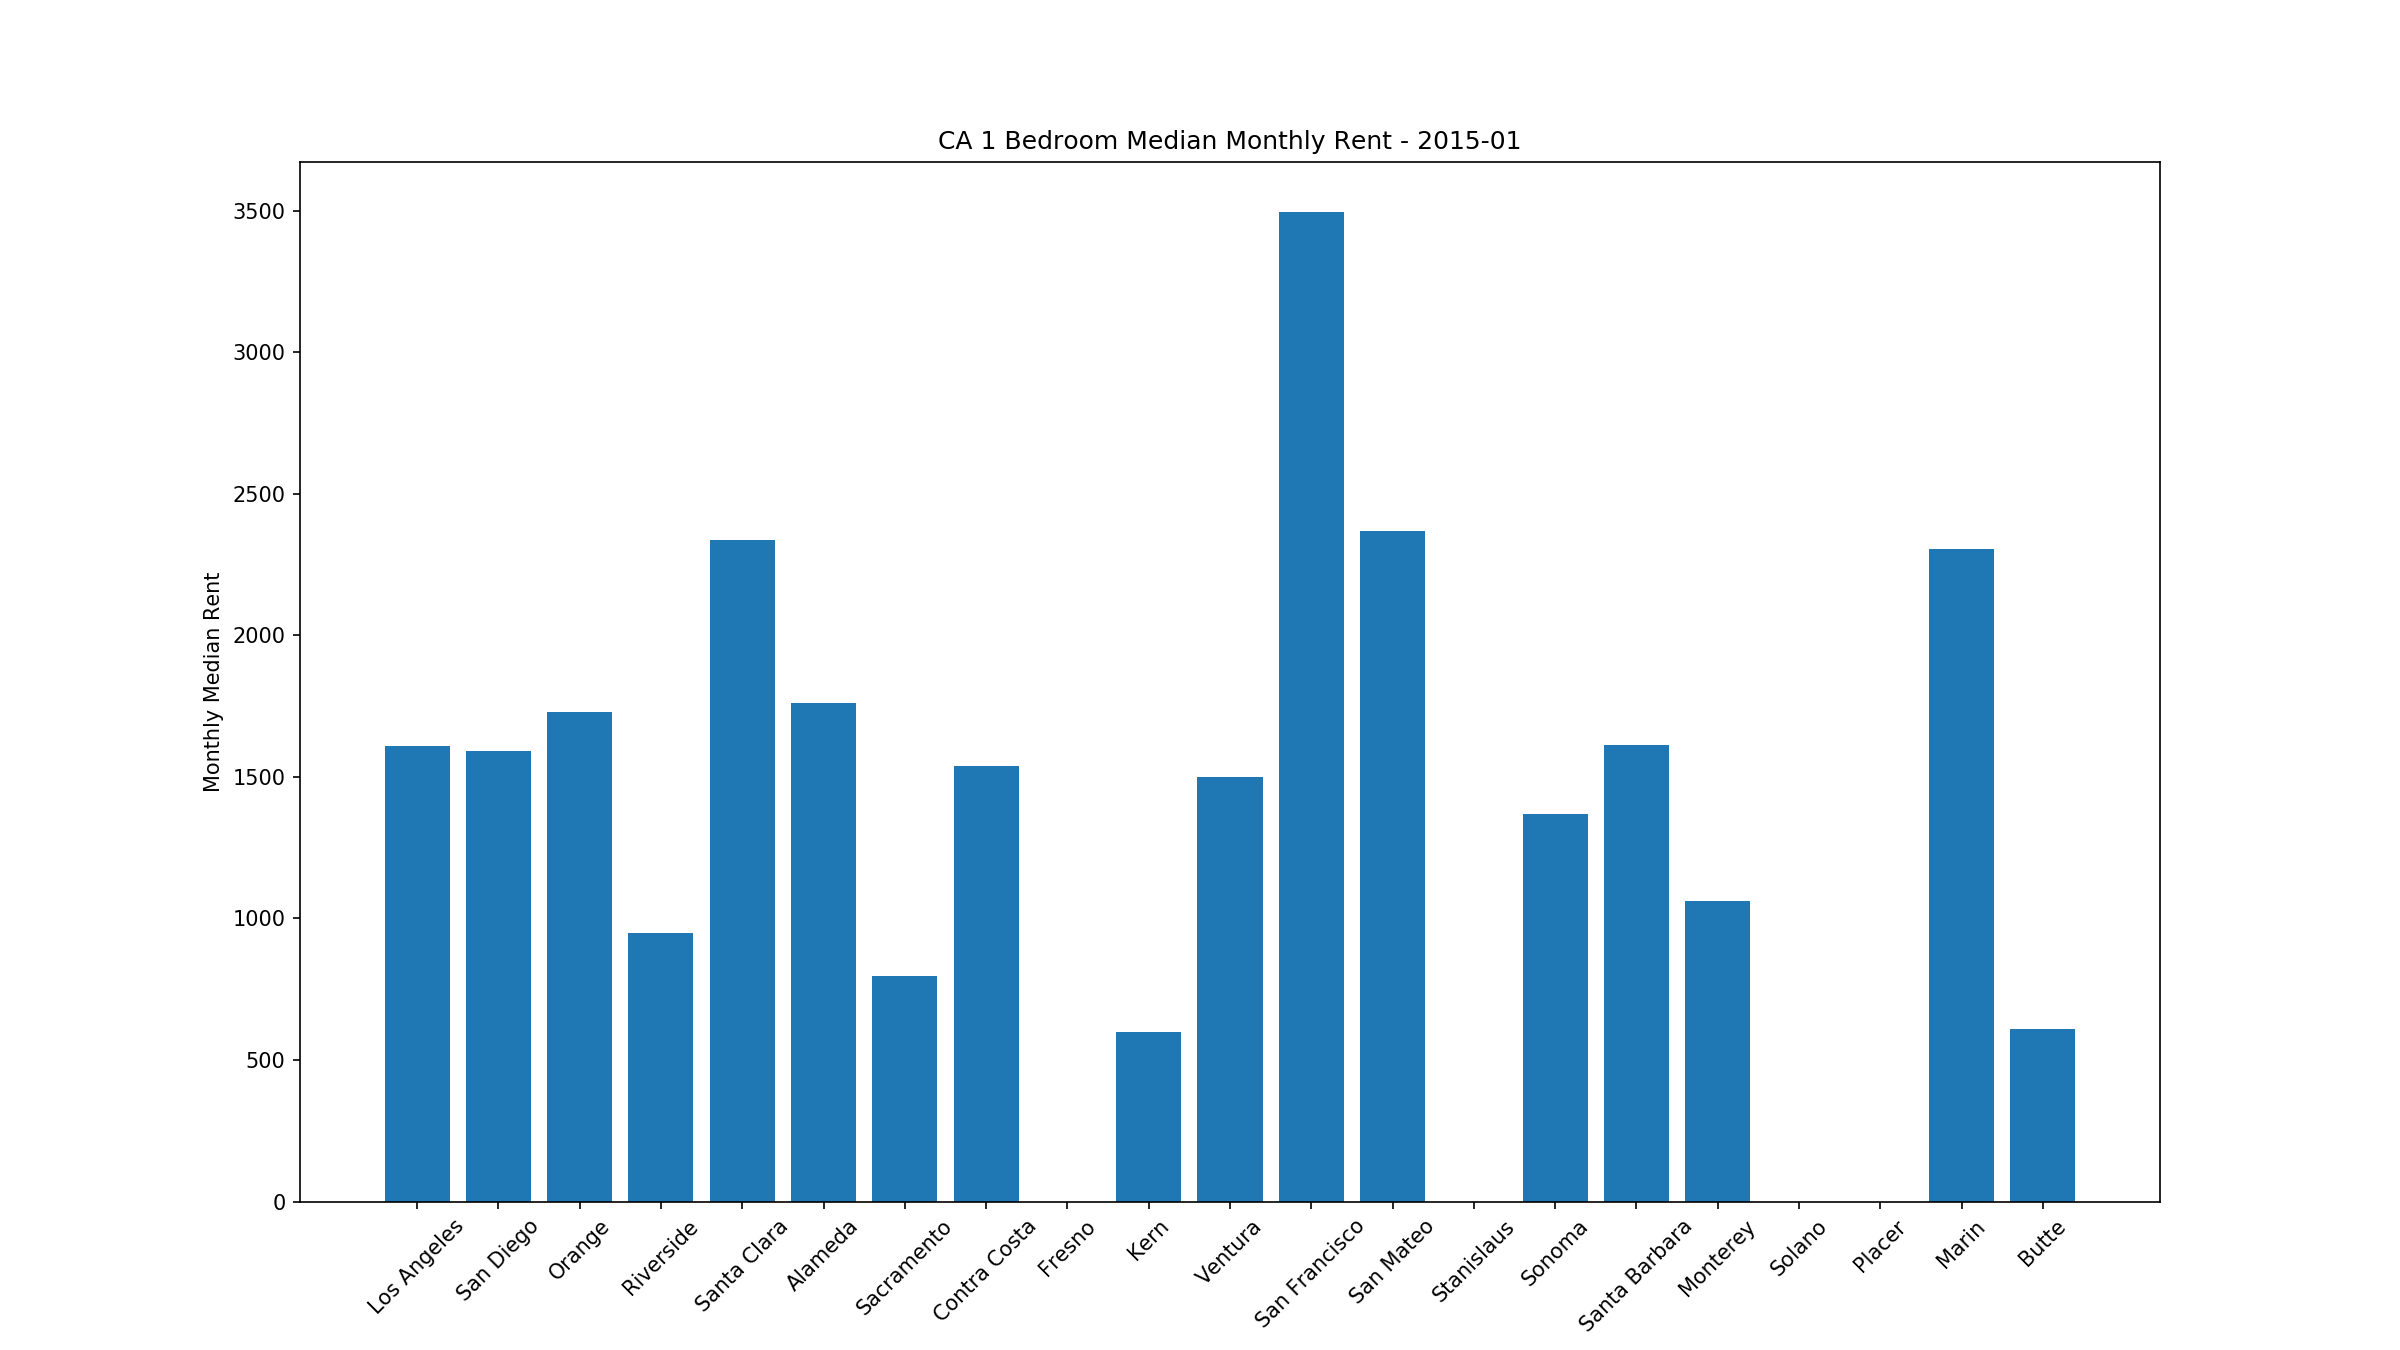 CA 1 Bedroom Median Monthly Rent - 2015-01
Monthly Median Rent
3500
3000
2500
2000
1500
1000
500
0
Los Angeles
San Diego
Orange
Riverside
Santa Clara
Alameda
Sacramento
Contra Costa
Fresno
Kern
Ventura
San Francisco
San Mateo
Stanislaus
Sonoma
Santa Barbara
Monterey
Solano
Placer
Marin
Butte